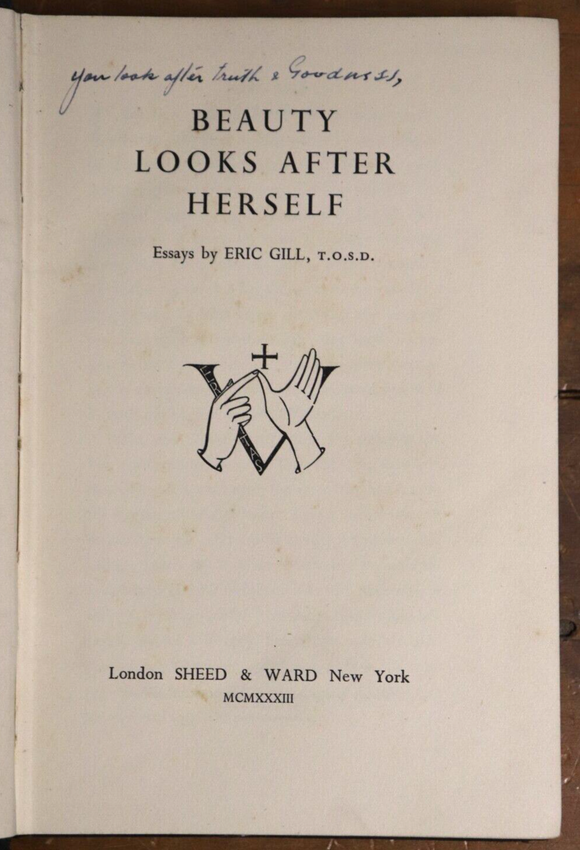 you look after truth & Goodness,
BEAUTY
LOOKS AFTER
HERSELF
Essays by ERIC GILL, T.O.S.D.
London SHEED & WARD New York
MCMXXXIII